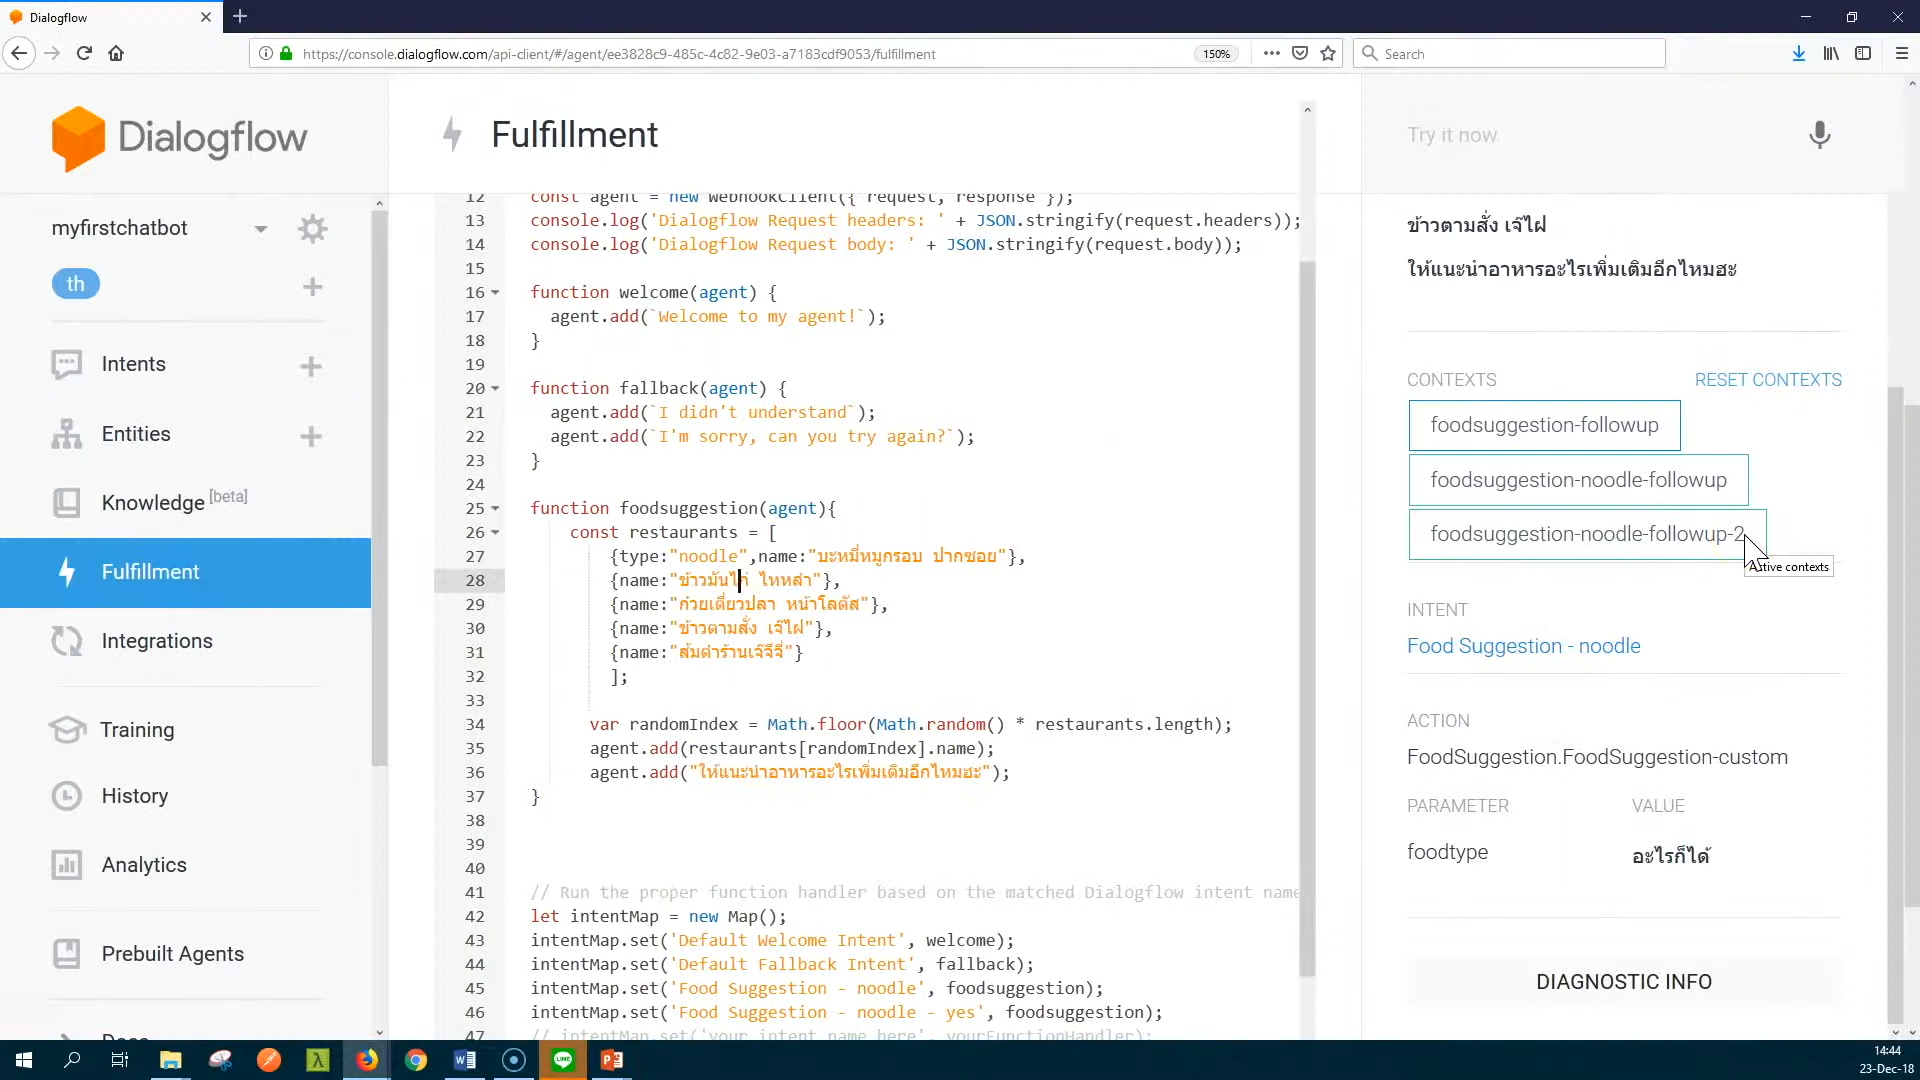 Dialogflow
https://console.dialogflow.com/api-client/#/agent/ee3828c9-485c-4c82-9e03-a7183cdf9053/fulfillment
150%
Search
Dialogflow
Fulfillment
Try it now
myfirstchatbot
th
Intents
Entities
Knowledge [beta]
Fulfillment
Integrations
Training
History
Analytics
Prebuilt Agents
Docs
12 const agent = new WebhookClient({ request, response });
13 console.log('Dialogflow Request headers: ' + JSON.stringify(request.headers));
14 console.log('Dialogflow Request body: ' + JSON.stringify(request.body));
15
16 function welcome(agent) {
17 agent.add(`Welcome to my agent!`);
18 }
19
20 function fallback(agent) {
21 agent.add(`I didn't understand`);
22 agent.add(`I'm sorry, can you try again?`);
23 }
24
25 function foodsuggestion(agent){
26 const restaurants = [
27 {type:"noodle",name:"บะหมี่หมูกรอบ ปากซอย"},
28 {name:"ข้าวมันไก่ ไหหลำ"},
29 {name:"ก๋วยเตี่ยวปลา หน้าโลตัส"},
30 {name:"ข้าวตามสั่ง เจ๊ไฝ"},
31 {name:"ส้มตำร้านเจ๊จีจี่"}
32 ];
33
34 var randomIndex = Math.floor(Math.random() * restaurants.length);
35 agent.add(restaurants[randomIndex].name);
36 agent.add("ให้แนะนำอาหารอะไรเพิ่มเติมอีกไหมฮะ");
37 }
38
39
40
41 // Run the proper function handler based on the matched Dialogflow intent name
42 let intentMap = new Map();
43 intentMap.set('Default Welcome Intent', welcome);
44 intentMap.set('Default Fallback Intent', fallback);
45 intentMap.set('Food Suggestion - noodle', foodsuggestion);
46 intentMap.set('Food Suggestion - noodle - yes', foodsuggestion);
47 // intentMap.set('your intent name here', yourFunctionHandler);
ข้าวตามสั่ง เจ๊ไฝ
ให้แนะนำอาหารอะไรเพิ่มเติมอีกไหมฮะ
CONTEXTS
RESET CONTEXTS
foodsuggestion-followup
foodsuggestion-noodle-followup
foodsuggestion-noodle-followup-2
Active contexts
INTENT
Food Suggestion - noodle
ACTION
FoodSuggestion.FoodSuggestion-custom
PARAMETER VALUE
foodtype อะไรก็ได้
DIAGNOSTIC INFO
14:44
23-Dec-18